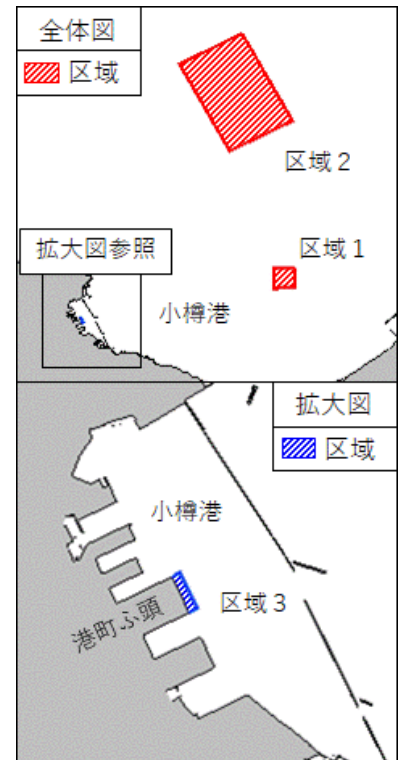 全体図
区域
区域２
区域１
拡大図参照
小樽港
拡大図
区域
小樽港
区域３
港町ふ頭